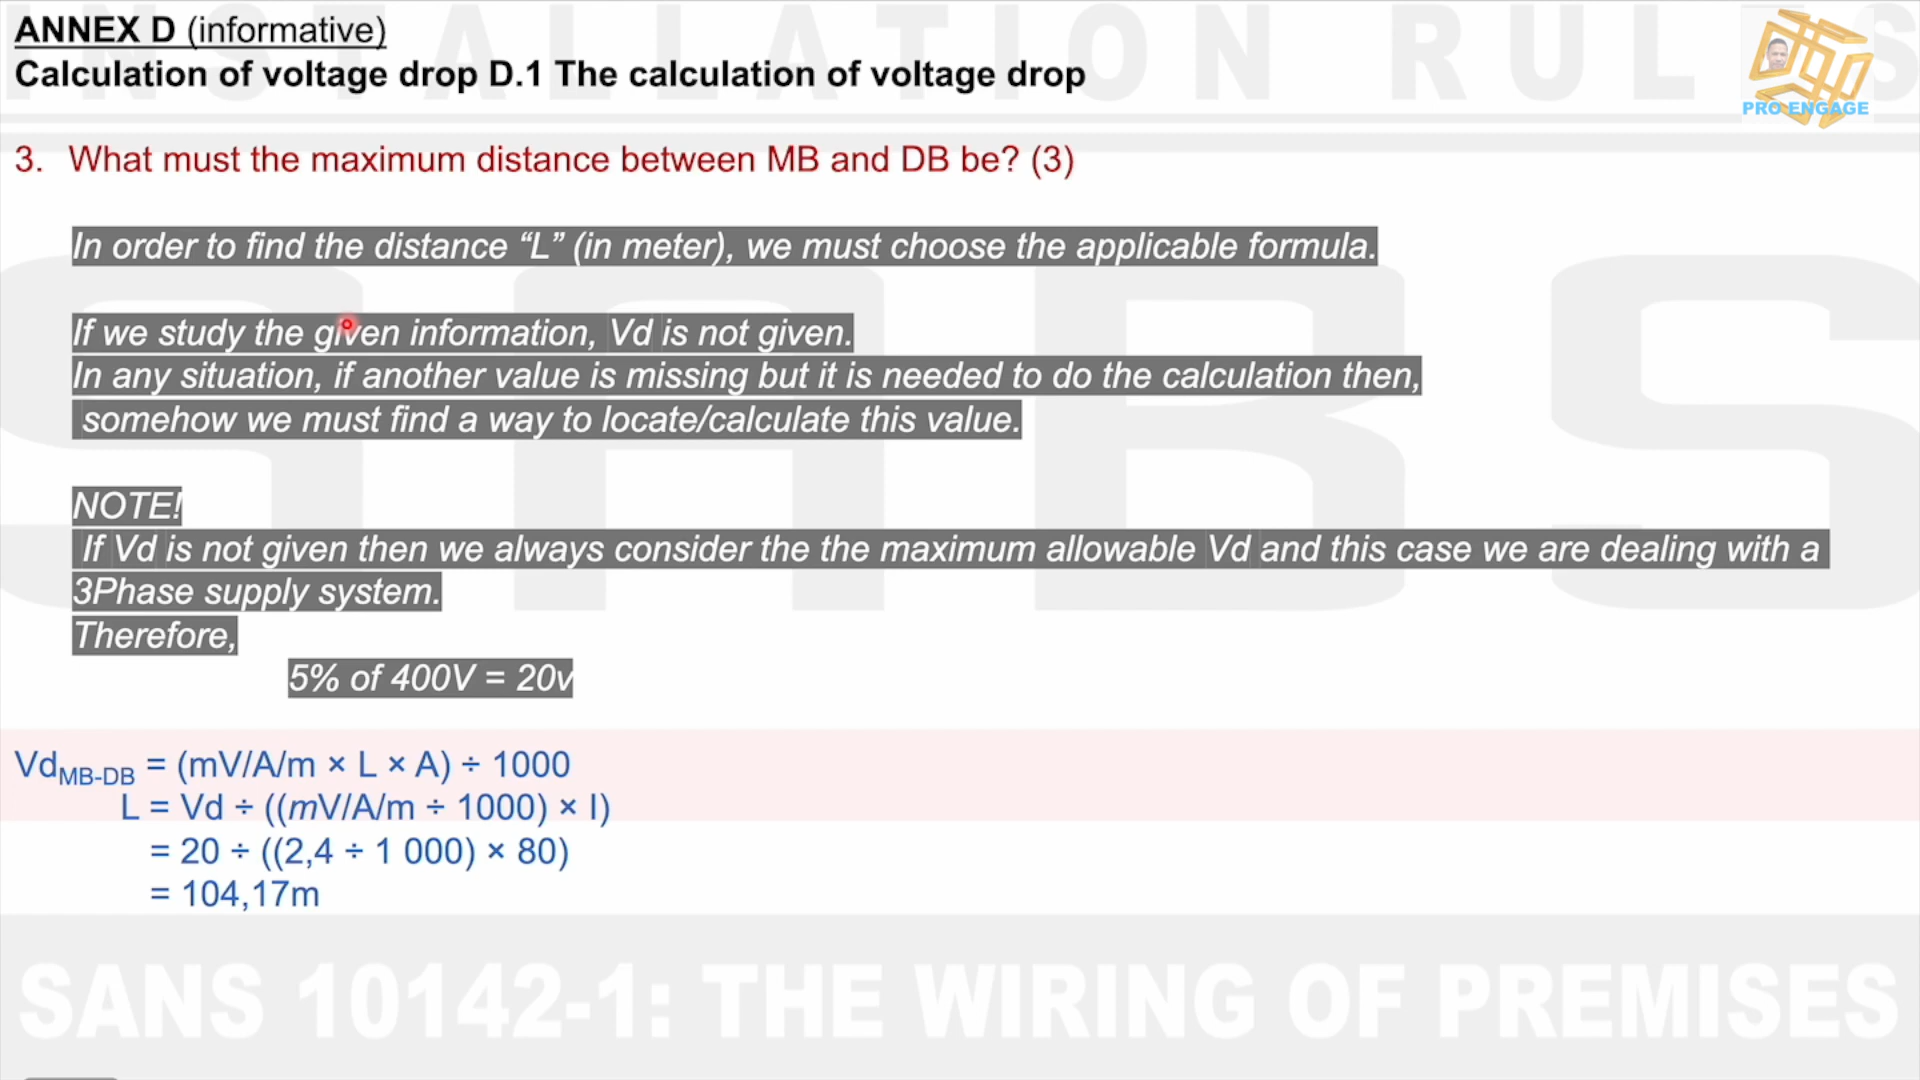 INSTALLATION RULES
ANNEX D (informative)
Calculation of voltage drop D.1 The calculation of voltage drop
PRO ENGAGE
3. What must the maximum distance between MB and DB be? (3)
SABS
In order to find the distance “L” (in meter), we must choose the applicable formula.
If we study the given information, Vd is not given.
In any situation, if another value is missing but it is needed to do the calculation then,
somehow we must find a way to locate/calculate this value.
NOTE!
If Vd is not given then we always consider the the maximum allowable Vd and this case we are dealing with a
3Phase supply system.
Therefore,
5% of 400V = 20v
VdMB-DB = (mV/A/m × L × A) ÷ 1000
L = Vd ÷ ((mV/A/m ÷ 1000) × I)
= 20 ÷ ((2,4 ÷ 1 000) × 80)
= 104,17m
SANS 10142-1: THE WIRING OF PREMISES